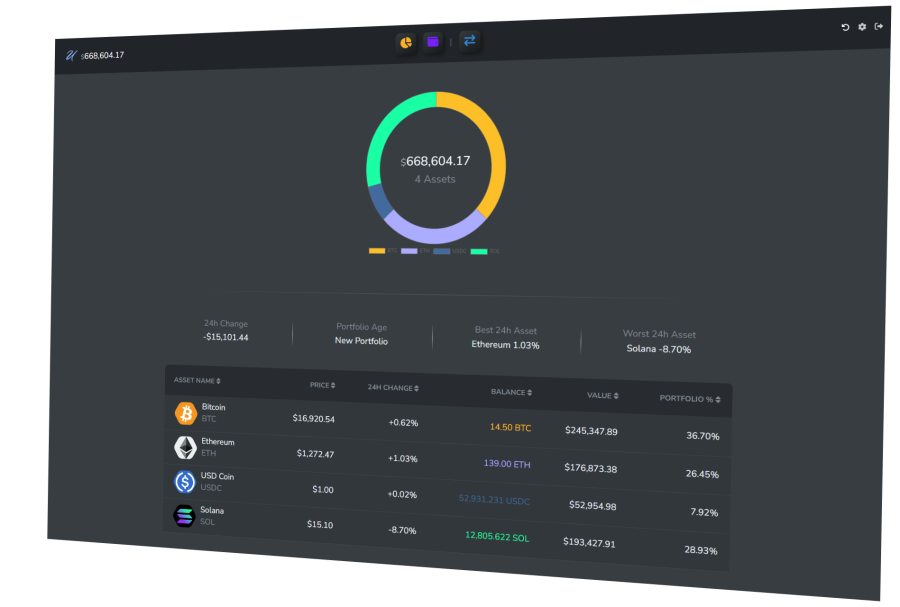 $668,604.17
$668,604.17
4 Assets
BTC ETH USDC SOL
24h Change Portfolio Age Best 24h Asset Worst 24h Asset
-$15,101.44 New Portfolio Ethereum 1.03% Solana -8.70%
ASSET NAME PRICE 24H CHANGE BALANCE VALUE PORTFOLIO %
Bitcoin
BTC $16,920.54 +0.62% 14.50 BTC $245,347.89 36.70%
Ethereum
ETH $1,272.47 +1.03% 139.00 ETH $176,873.38 26.45%
USD Coin
USDC $1.00 +0.02% 52,931.231 USDC $52,954.98 7.92%
Solana
SOL $15.10 -8.70% 12,805.622 SOL $193,427.91 28.93%